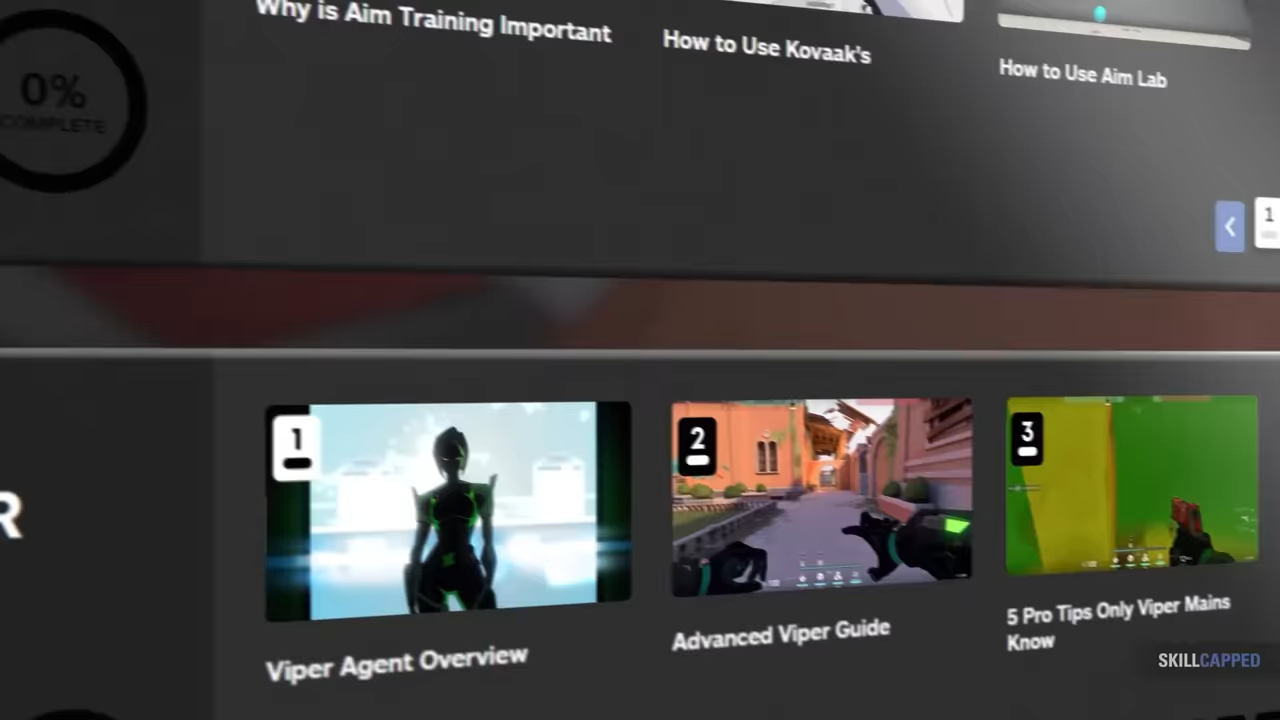 Why is Aim Training Important
How to Use Kovaak's
How to Use Aim Lab
0%
COMPLETE
1
1
2
3
R
Viper Agent Overview
Advanced Viper Guide
5 Pro Tips Only Viper Mains
Know
SKILLCAPPED